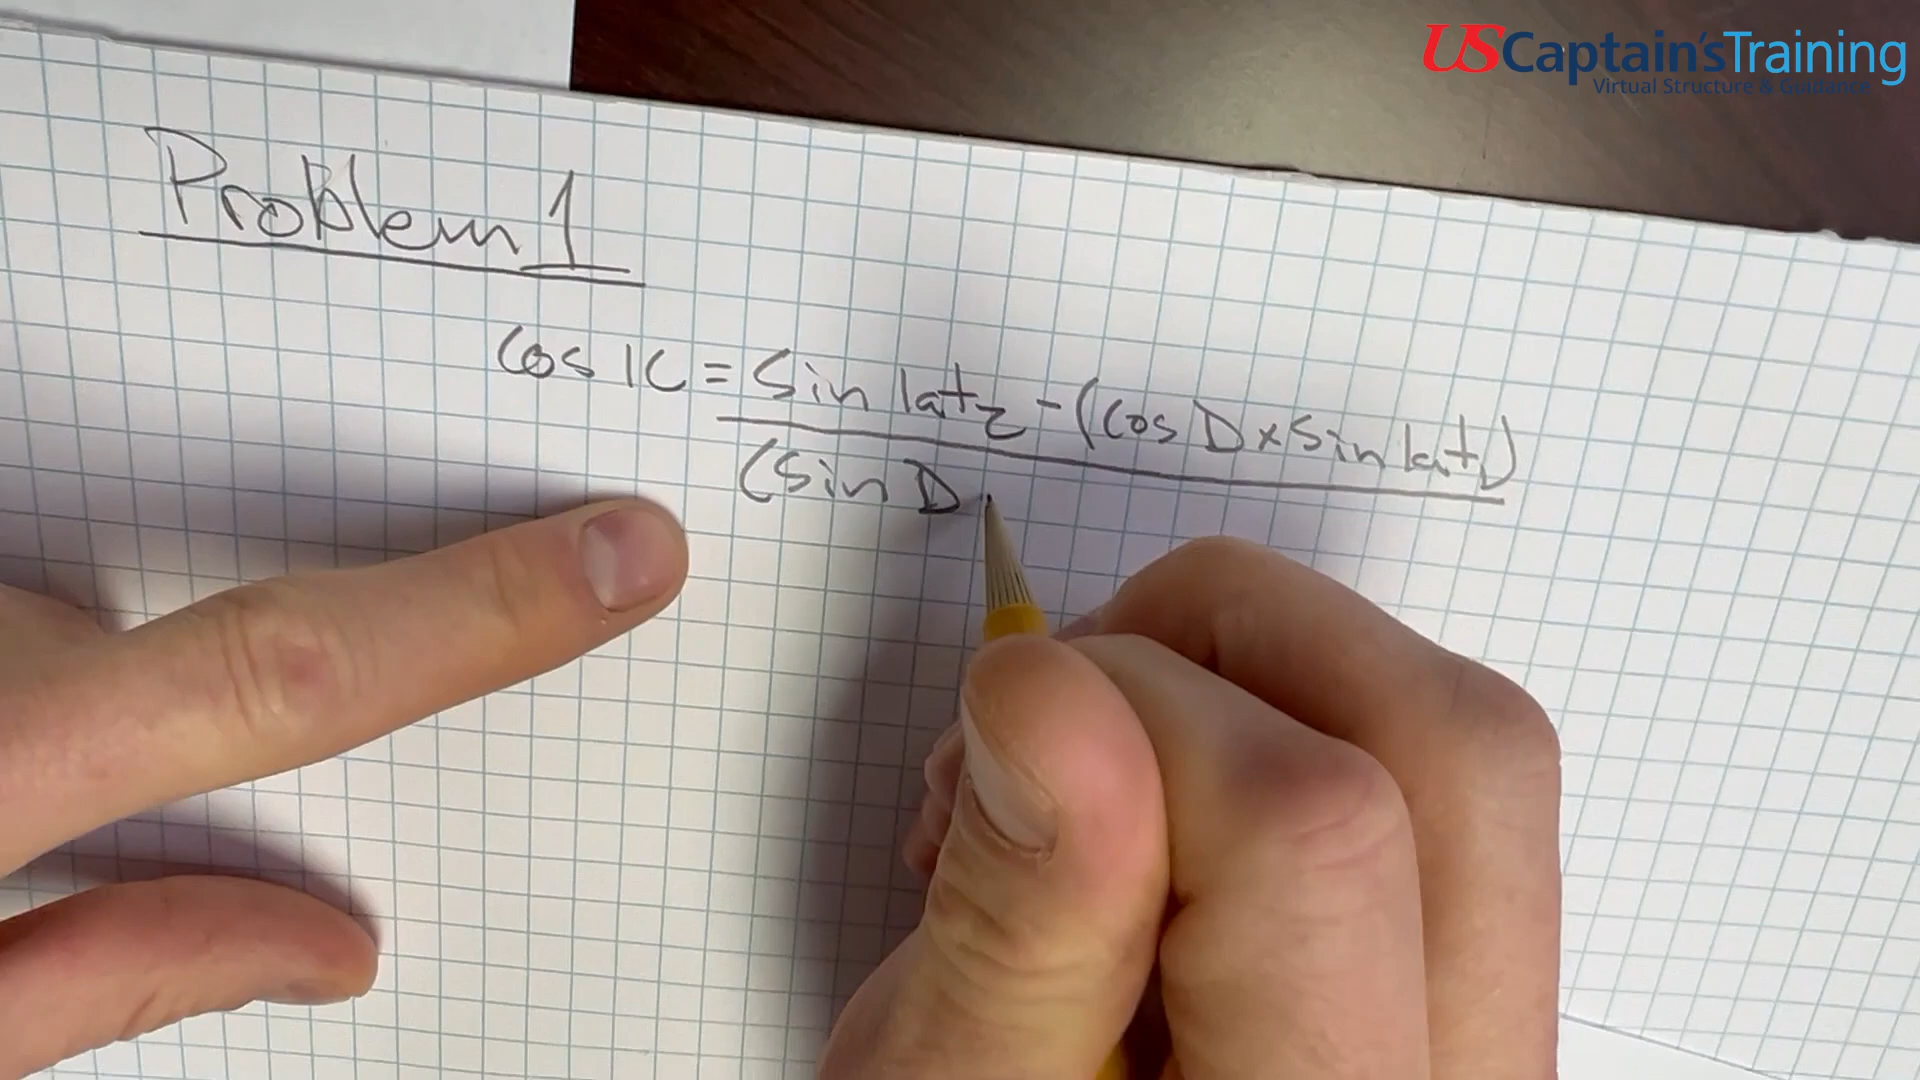 USCaptain'sTraining
Virtual Structure & Guidance
Problem 1
Cos IC = Sin lat2 - (Cos D x Sin lat1)
(Sin D